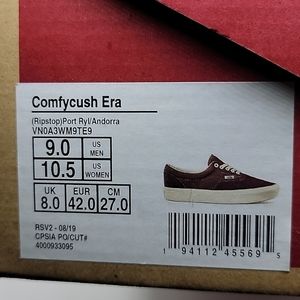 Comfycush Era
(Ripstop)Port Ryl/Andorra
VN0A3WM9TE9
9.0 US MEN
10.5 US WOMEN
UK EUR CM
8.0 42.0 27.0
RSV2 - 08/19
CPSIA PO/CUT#
4000933095
1 94112 45569 5